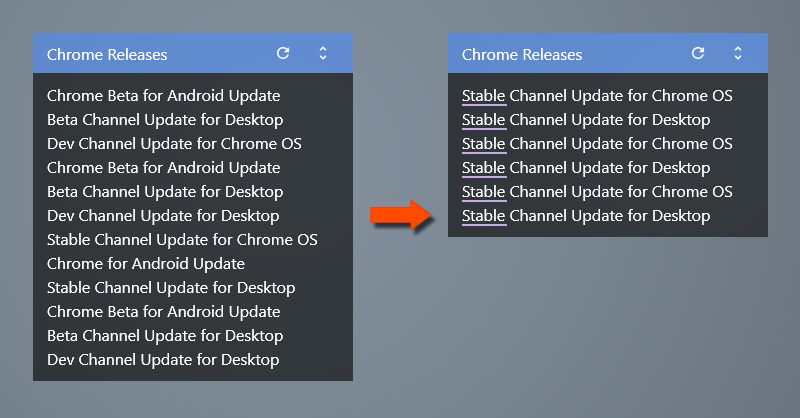 Chrome Releases
Chrome Beta for Android Update
Beta Channel Update for Desktop
Dev Channel Update for Chrome OS
Chrome Beta for Android Update
Beta Channel Update for Desktop
Dev Channel Update for Desktop
Stable Channel Update for Chrome OS
Chrome for Android Update
Stable Channel Update for Desktop
Chrome Beta for Android Update
Beta Channel Update for Desktop
Dev Channel Update for Desktop
Chrome Releases
Stable Channel Update for Chrome OS
Stable Channel Update for Desktop
Stable Channel Update for Chrome OS
Stable Channel Update for Desktop
Stable Channel Update for Chrome OS
Stable Channel Update for Desktop